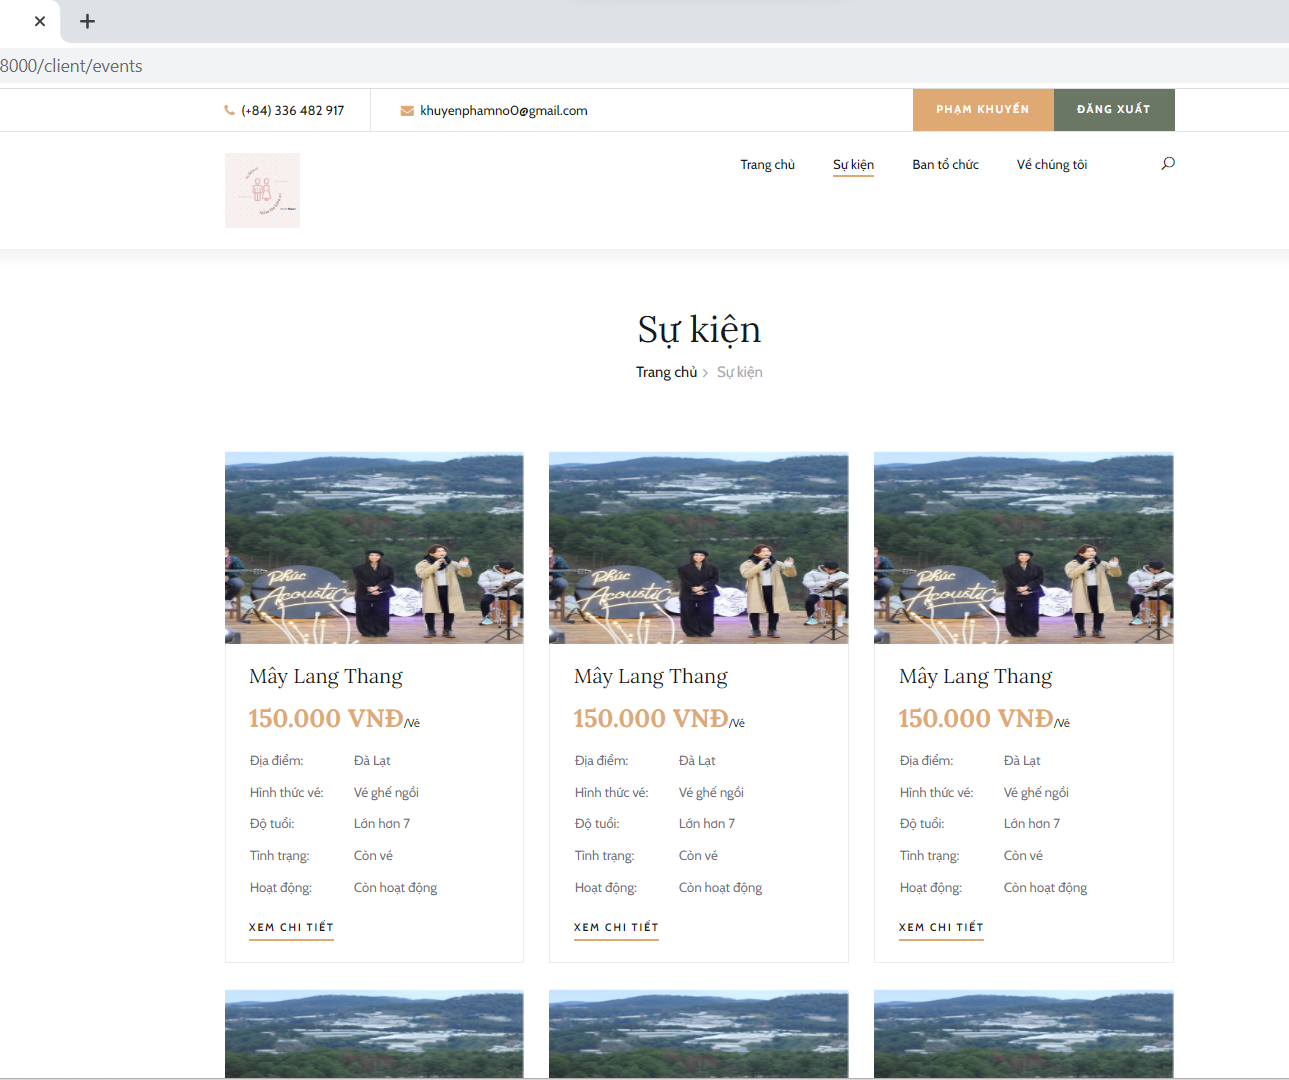 8000/client/events
(+84) 336 482 917
khuyenphamno0@gmail.com
PHẠM KHUYẾN
ĐĂNG XUẤT
Trang chủ
Sự kiện
Ban tổ chức
Về chúng tôi
Sự kiện
Trang chủ > Sự kiện
Phúc
Acoustic
Phúc
Acoustic
Phúc
Acoustic
Mây Lang Thang
150.000 VNĐ/Vé
Địa điểm: Đà Lạt
Hình thức vé: Vé ghế ngồi
Độ tuổi: Lớn hơn 7
Tình trạng: Còn vé
Hoạt động: Còn hoạt động
XEM CHI TIẾT
Mây Lang Thang
150.000 VNĐ/Vé
Địa điểm: Đà Lạt
Hình thức vé: Vé ghế ngồi
Độ tuổi: Lớn hơn 7
Tình trạng: Còn vé
Hoạt động: Còn hoạt động
XEM CHI TIẾT
Mây Lang Thang
150.000 VNĐ/Vé
Địa điểm: Đà Lạt
Hình thức vé: Vé ghế ngồi
Độ tuổi: Lớn hơn 7
Tình trạng: Còn vé
Hoạt động: Còn hoạt động
XEM CHI TIẾT